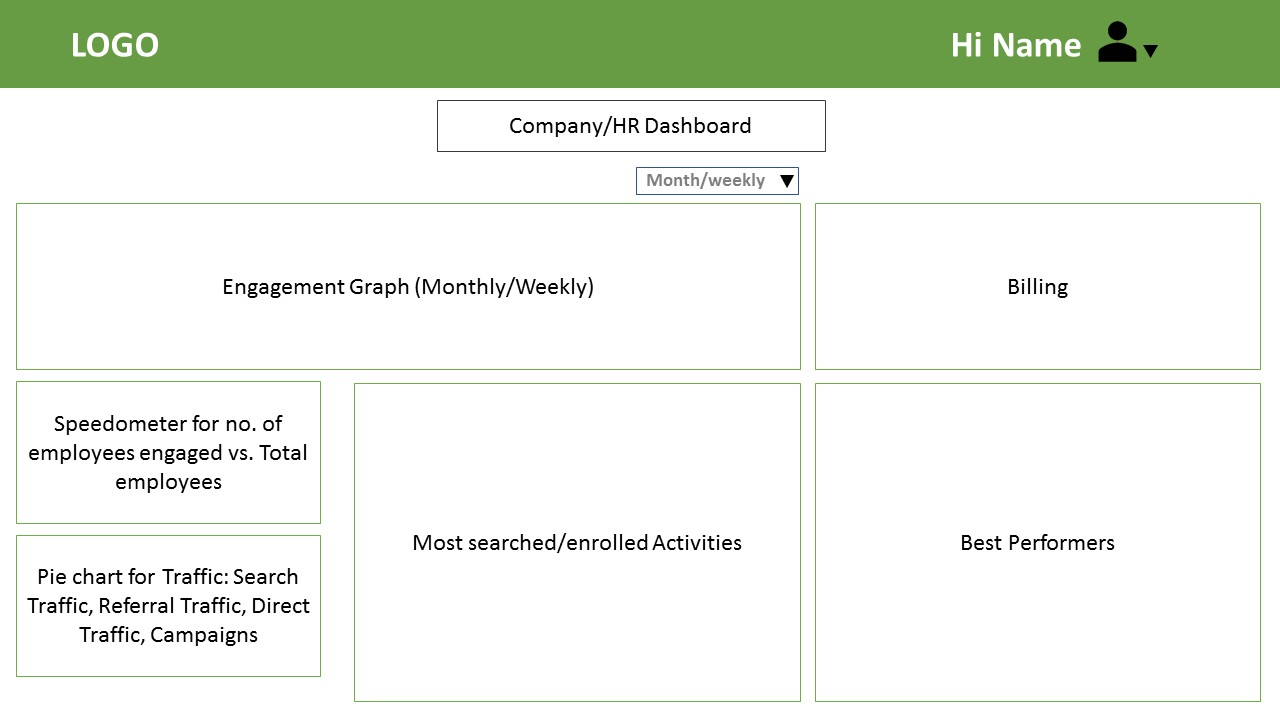 LOGO
Hi Name
Company/HR Dashboard
Month/weekly
Engagement Graph (Monthly/Weekly)
Billing
Speedometer for no. of
employees engaged vs. Total
employees
Most searched/enrolled Activities
Best Performers
Pie chart for Traffic: Search
Traffic, Referral Traffic, Direct
Traffic, Campaigns